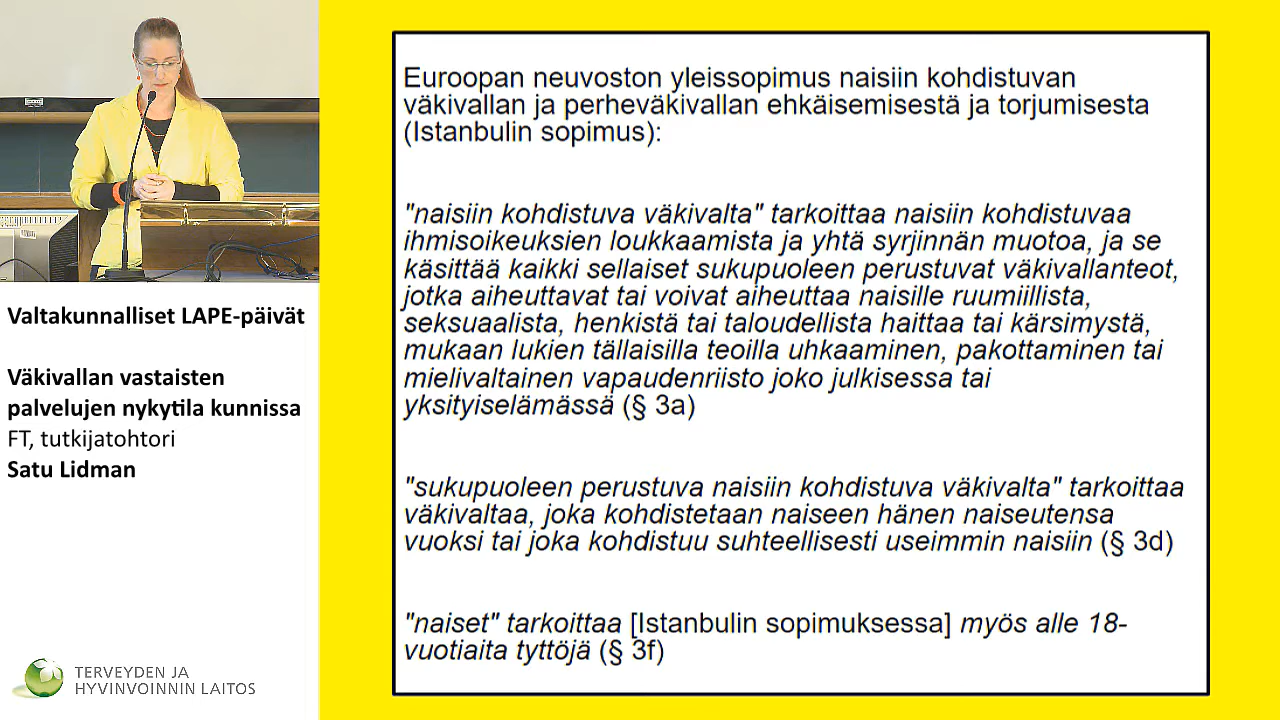 Valtakunnalliset LAPE-päivät
Väkivallan vastaisten
palvelujen nykytila kunnissa
FT, tutkijatohtori
Satu Lidman
TERVEYDEN JA
HYVINVOINNIN LAITOS
Euroopan neuvoston yleissopimus naisiin kohdistuvan
väkivallan ja perheväkivallan ehkäisemisestä ja torjumisesta
(Istanbulin sopimus):
"naisiin kohdistuva väkivalta" tarkoittaa naisiin kohdistuvaa
ihmisoikeuksien loukkaamista ja yhtä syrjinnän muotoa, ja se
käsittää kaikki sellaiset sukupuoleen perustuvat väkivallanteot,
jotka aiheuttavat tai voivat aiheuttaa naisille ruumiillista,
seksuaalista, henkistä tai taloudellista haittaa tai kärsimystä,
mukaan lukien tällaisilla teoilla uhkaaminen, pakottaminen tai
mielivaltainen vapaudenriisto joko julkisessa tai
yksityiselämässä (§ 3a)
"sukupuoleen perustuva naisiin kohdistuva väkivalta" tarkoittaa
väkivaltaa, joka kohdistetaan naiseen hänen naiseutensa
vuoksi tai joka kohdistuu suhteellisesti useimmin naisiin (§ 3d)
"naiset" tarkoittaa [Istanbulin sopimuksessa] myös alle 18-
vuotiaita tyttöjä (§ 3f)